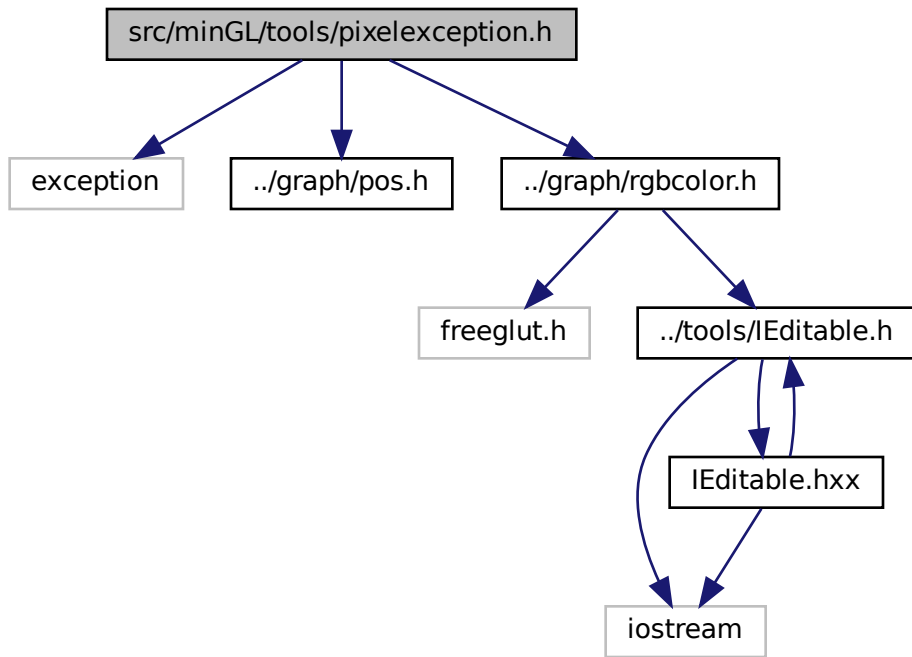 src/minGL/tools/pixelexception.h
exception
../graph/pos.h
../graph/rgbcolor.h
freeglut.h
../tools/IEditable.h
IEditable.hxx
iostream